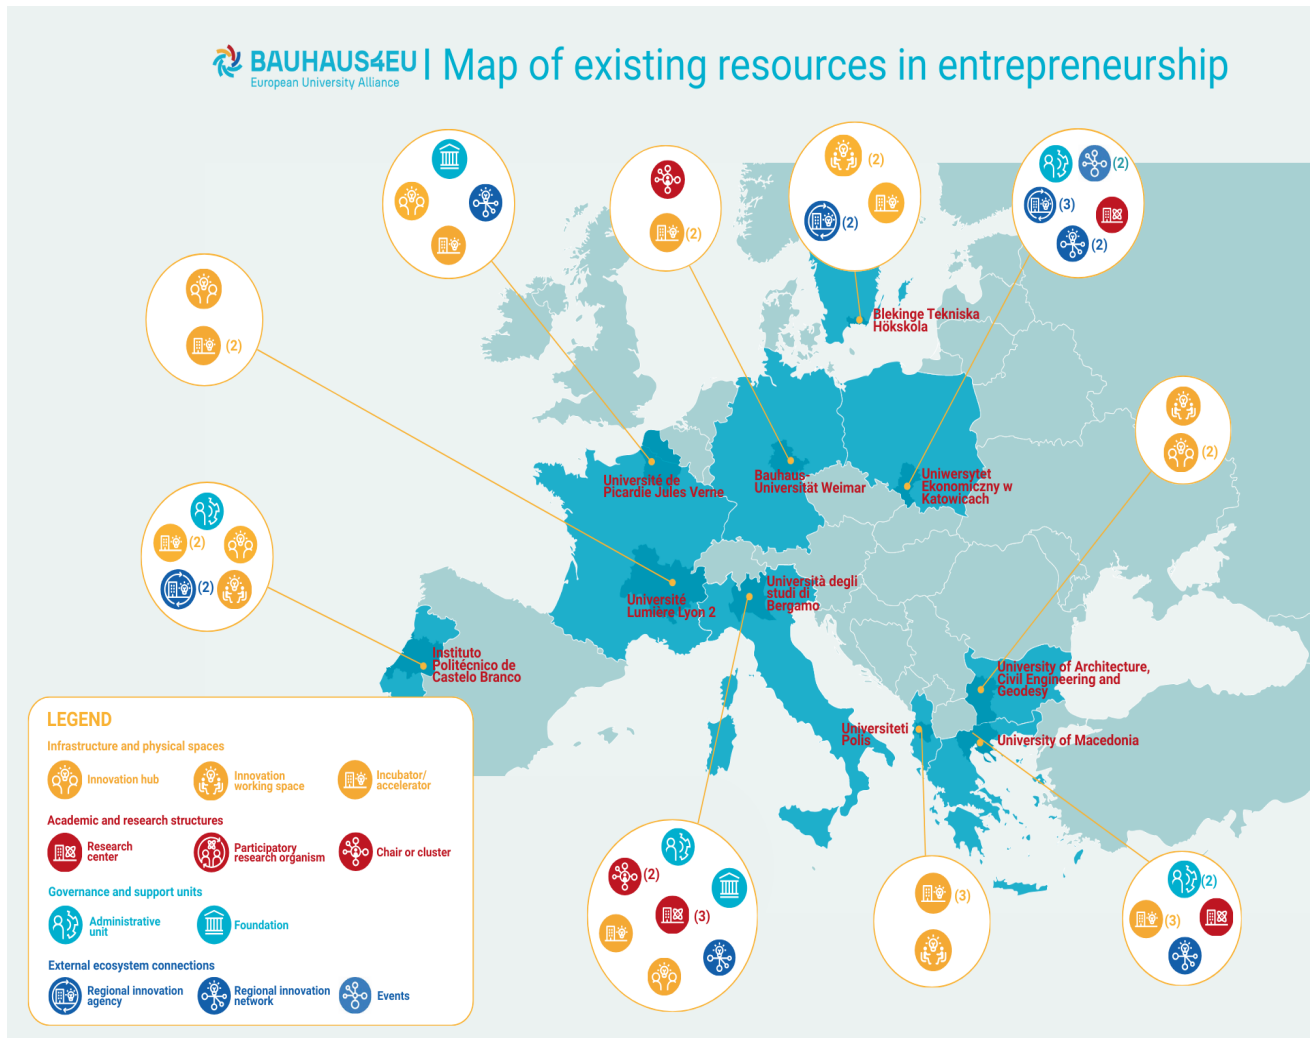 BAUHAUS4EU | Map of existing resources in entrepreneurship
European University Alliance
(2)
(2)
(2)
(2)
(2)
(3)
(2)
(2)
Blekinge Tekniska
Hökskola
(2)
Université de
Picardie Jules Verne
Bauhaus-
Universität Weimar
Uniwersytet
Ekonomiczny w
Katowicach
(2)
(2)
Université
Lumière Lyon 2
Università degli
studi di
Bergamo
Instituto
Politécnico de
Castelo Branco
University of Architecture,
Civil Engineering and
Geodesy
Universiteti
Polis
University of Macedonia
(2)
(3)
(3)
(2)
(3)
LEGEND
Infrastructure and physical spaces
Innovation hub
Innovation
working space
Incubator/
accelerator
Academic and research structures
Research
center
Participatory
research organism
Chair or cluster
Governance and support units
Administrative
unit
Foundation
External ecosystem connections
Regional innovation
agency
Regional innovation
network
Events